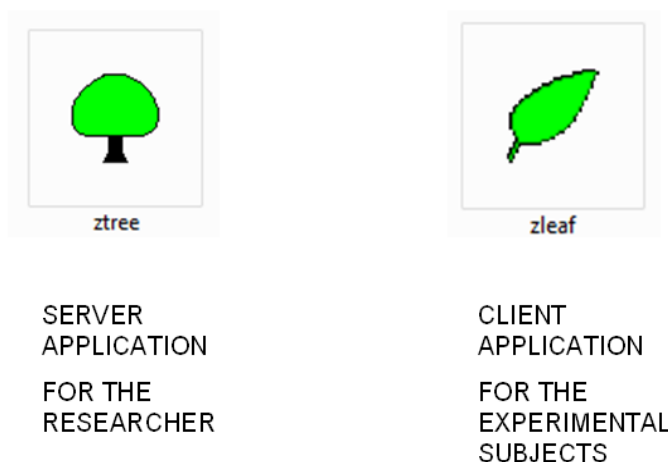 ztree
SERVER
APPLICATION
FOR THE
RESEARCHER
zleaf
CLIENT
APPLICATION
FOR THE
EXPERIMENTAL
SUBJECTS